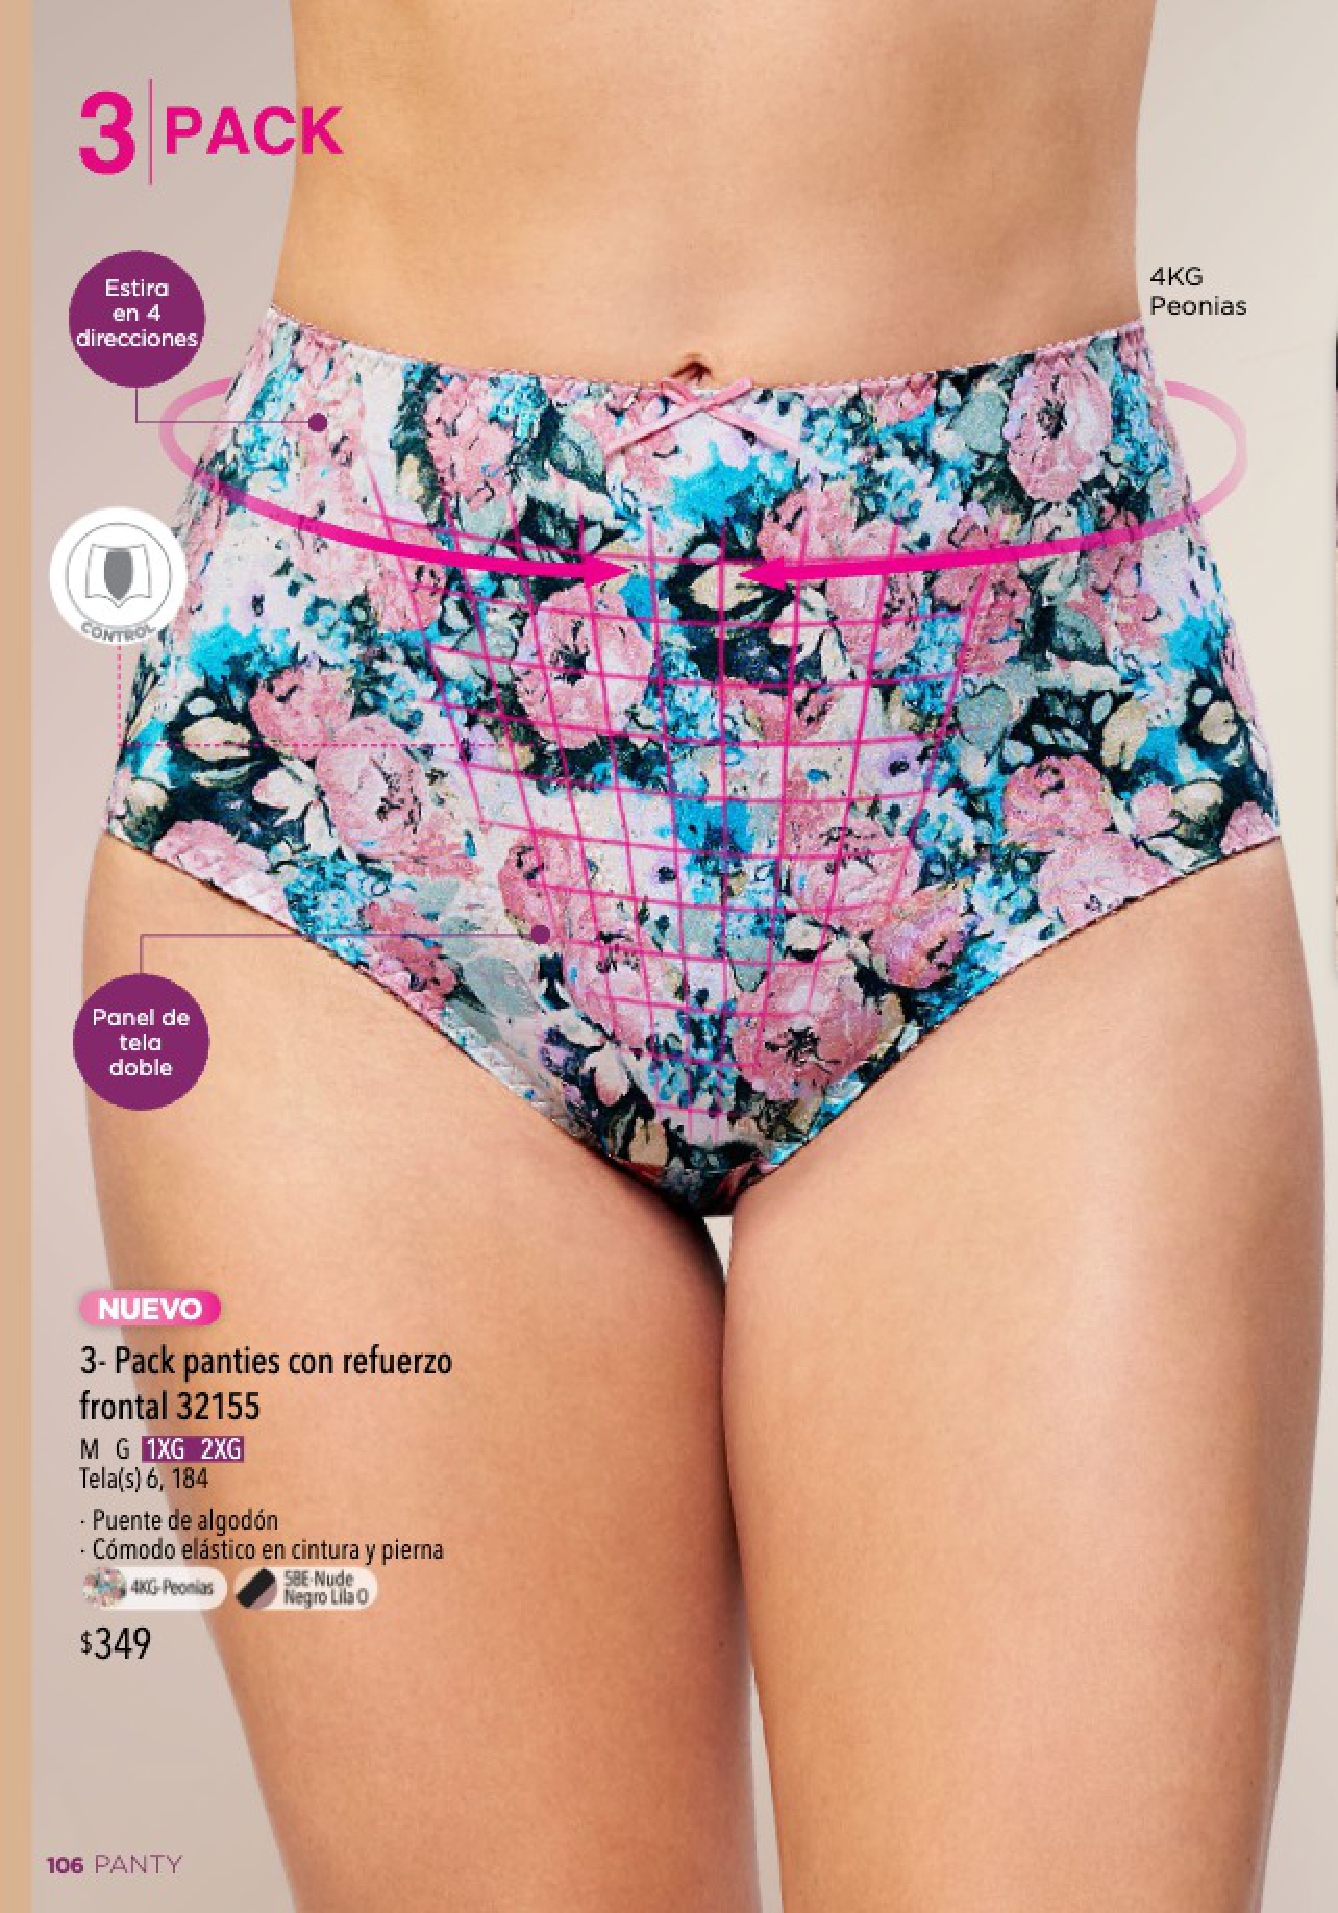 3 PACK
Estira
en 4
direcciones
4KG
Peonias
CONTROL
Panel de
tela
doble
NUEVO
3- Pack panties con refuerzo
frontal 32155
M G 1XG 2XG
Tela(s) 6, 184
· Puente de algodón
· Cómodo elástico en cintura y pierna
4KG-Peonias
5BE-Nude
Negro Lila O
$349
106 PANTY